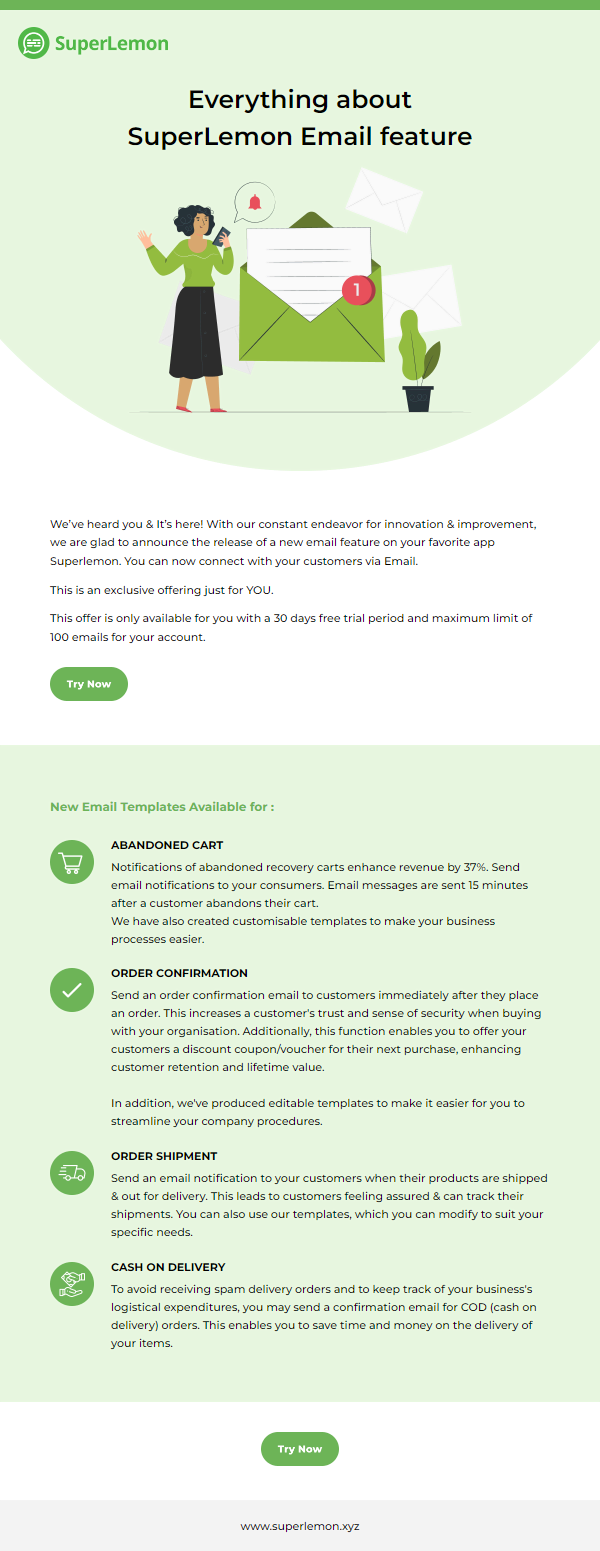 SuperLemon
Everything about
SuperLemon Email feature
1
We’ve heard you & It’s here! With our constant endeavor for innovation & improvement,
we are glad to announce the release of a new email feature on your favorite app
Superlemon. You can now connect with your customers via Email.
This is an exclusive offering just for YOU.
This offer is only available for you with a 30 days free trial period and maximum limit of
100 emails for your account.
Try Now
New Email Templates Available for :
ABANDONED CART
Notifications of abandoned recovery carts enhance revenue by 37%. Send
email notifications to your consumers. Email messages are sent 15 minutes
after a customer abandons their cart.
We have also created customisable templates to make your business
processes easier.
ORDER CONFIRMATION
Send an order confirmation email to customers immediately after they place
an order. This increases a customer's trust and sense of security when buying
with your organisation. Additionally, this function enables you to offer your
customers a discount coupon/voucher for their next purchase, enhancing
customer retention and lifetime value.
In addition, we've produced editable templates to make it easier for you to
streamline your company procedures.
ORDER SHIPMENT
Send an email notification to your customers when their products are shipped
& out for delivery. This leads to customers feeling assured & can track their
shipments. You can also use our templates, which you can modify to suit your
specific needs.
CASH ON DELIVERY
To avoid receiving spam delivery orders and to keep track of your business's
logistical expenditures, you may send a confirmation email for COD (cash on
delivery) orders. This enables you to save time and money on the delivery of
your items.
Try Now
www.superlemon.xyz